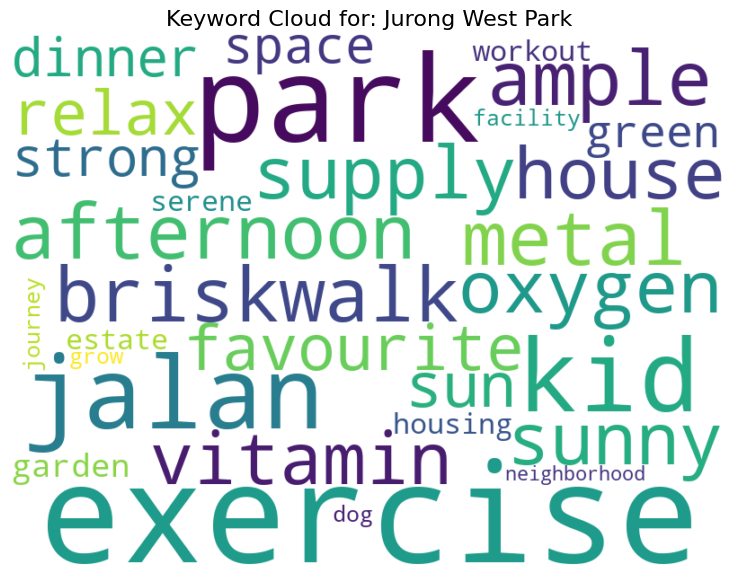 Keyword Cloud for: Jurong West Park
dinner
space
workout
park
ample
relax
facility
green
strong
supply
house
serene
afternoon
metal
briskwalk
oxygen
journey
estate
grow
favourite
jalan
sun
kid
housing
sunny
vitamin
garden
neighborhood
exercise
dog